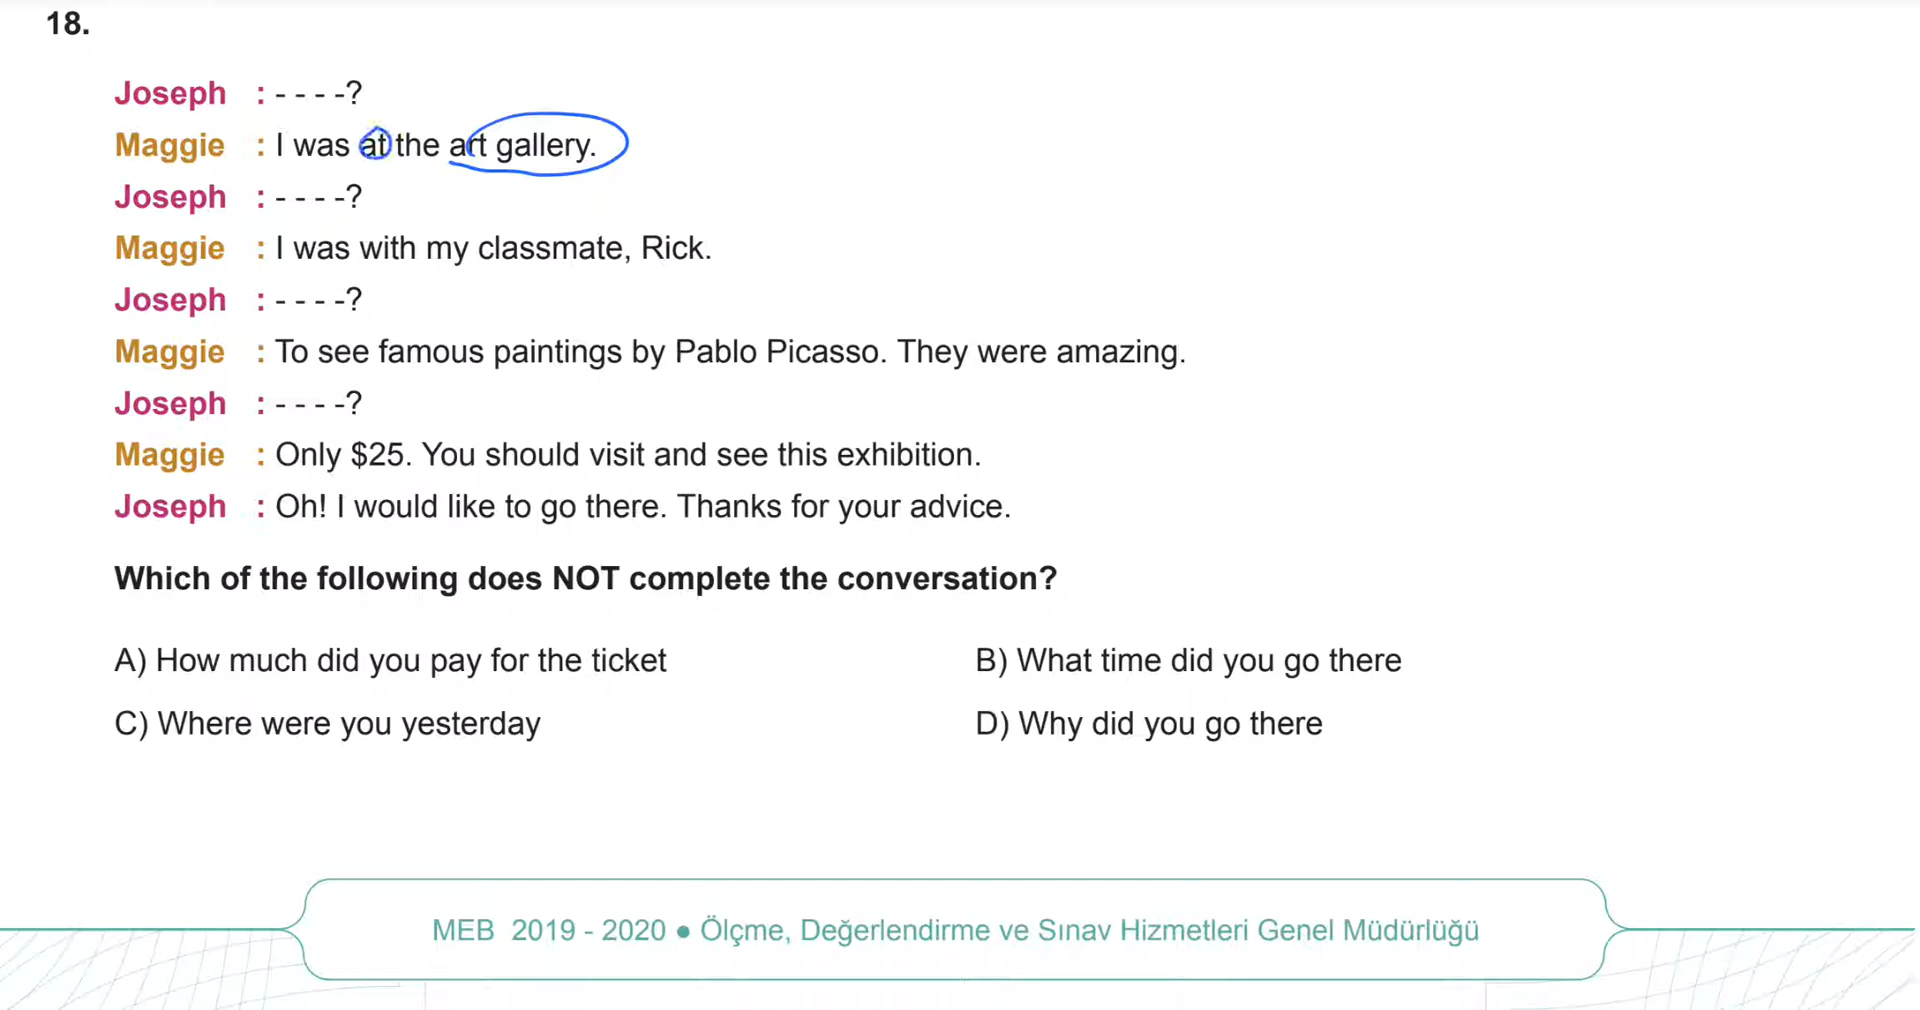 18.
Joseph : - - - -?
Maggie : I was at the art gallery.
Joseph : - - - -?
Maggie : I was with my classmate, Rick.
Joseph : - - - -?
Maggie : To see famous paintings by Pablo Picasso. They were amazing.
Joseph : - - - -?
Maggie : Only $25. You should visit and see this exhibition.
Joseph : Oh! I would like to go there. Thanks for your advice.
Which of the following does NOT complete the conversation?
A) How much did you pay for the ticket
B) What time did you go there
C) Where were you yesterday
D) Why did you go there
MEB 2019 - 2020 ● Ölçme, Değerlendirme ve Sınav Hizmetleri Genel Müdürlüğü